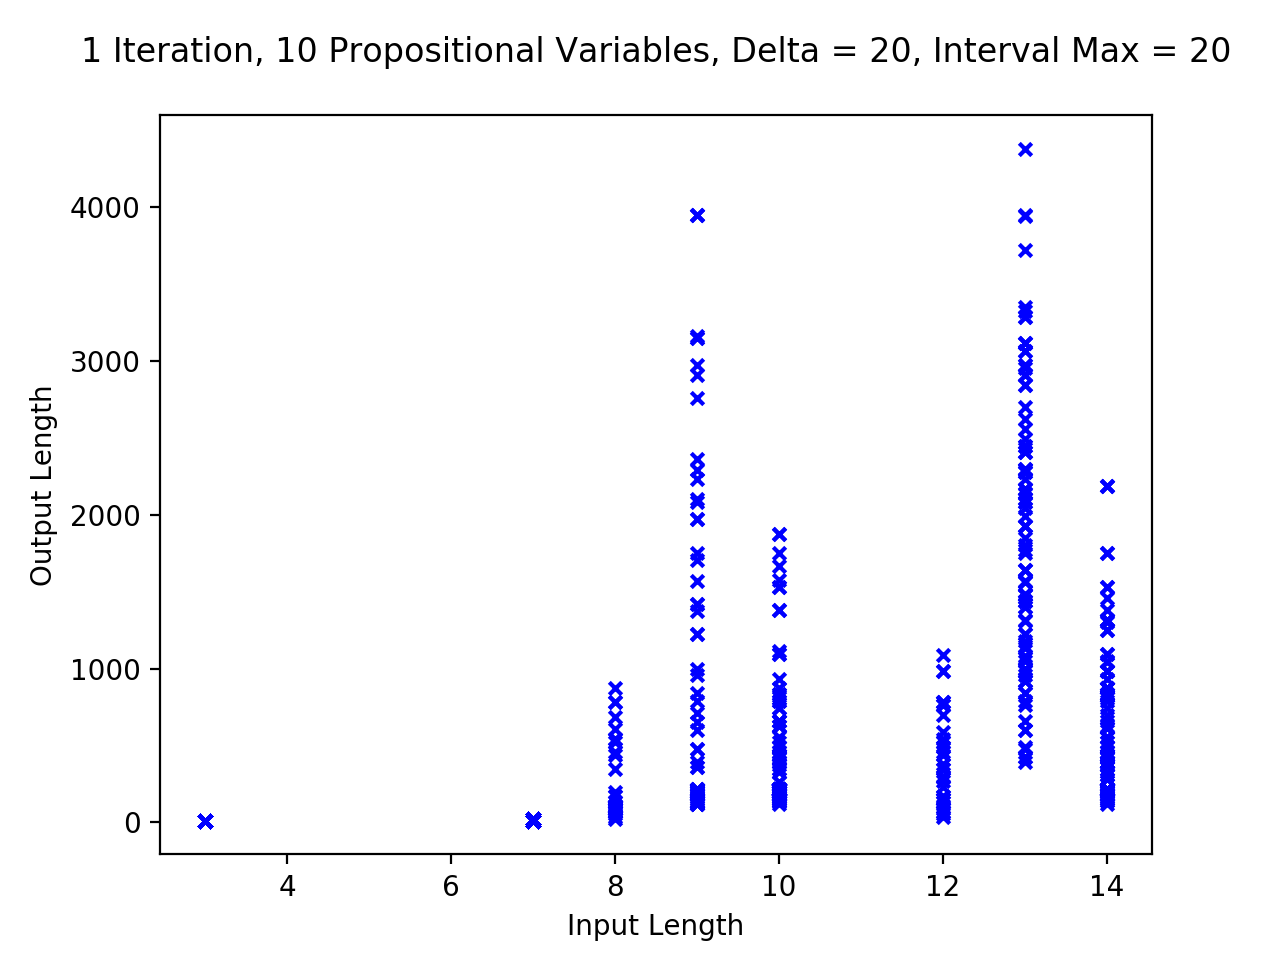 1 Iteration, 10 Propositional Variables, Delta = 20, Interval Max = 20
4000
3000
2000
1000
0
Output Length
4 6 8 10 12 14
Input Length